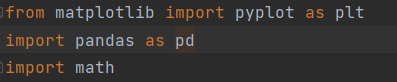 from matplotlib import pyplot as plt
import pandas as pd
import math